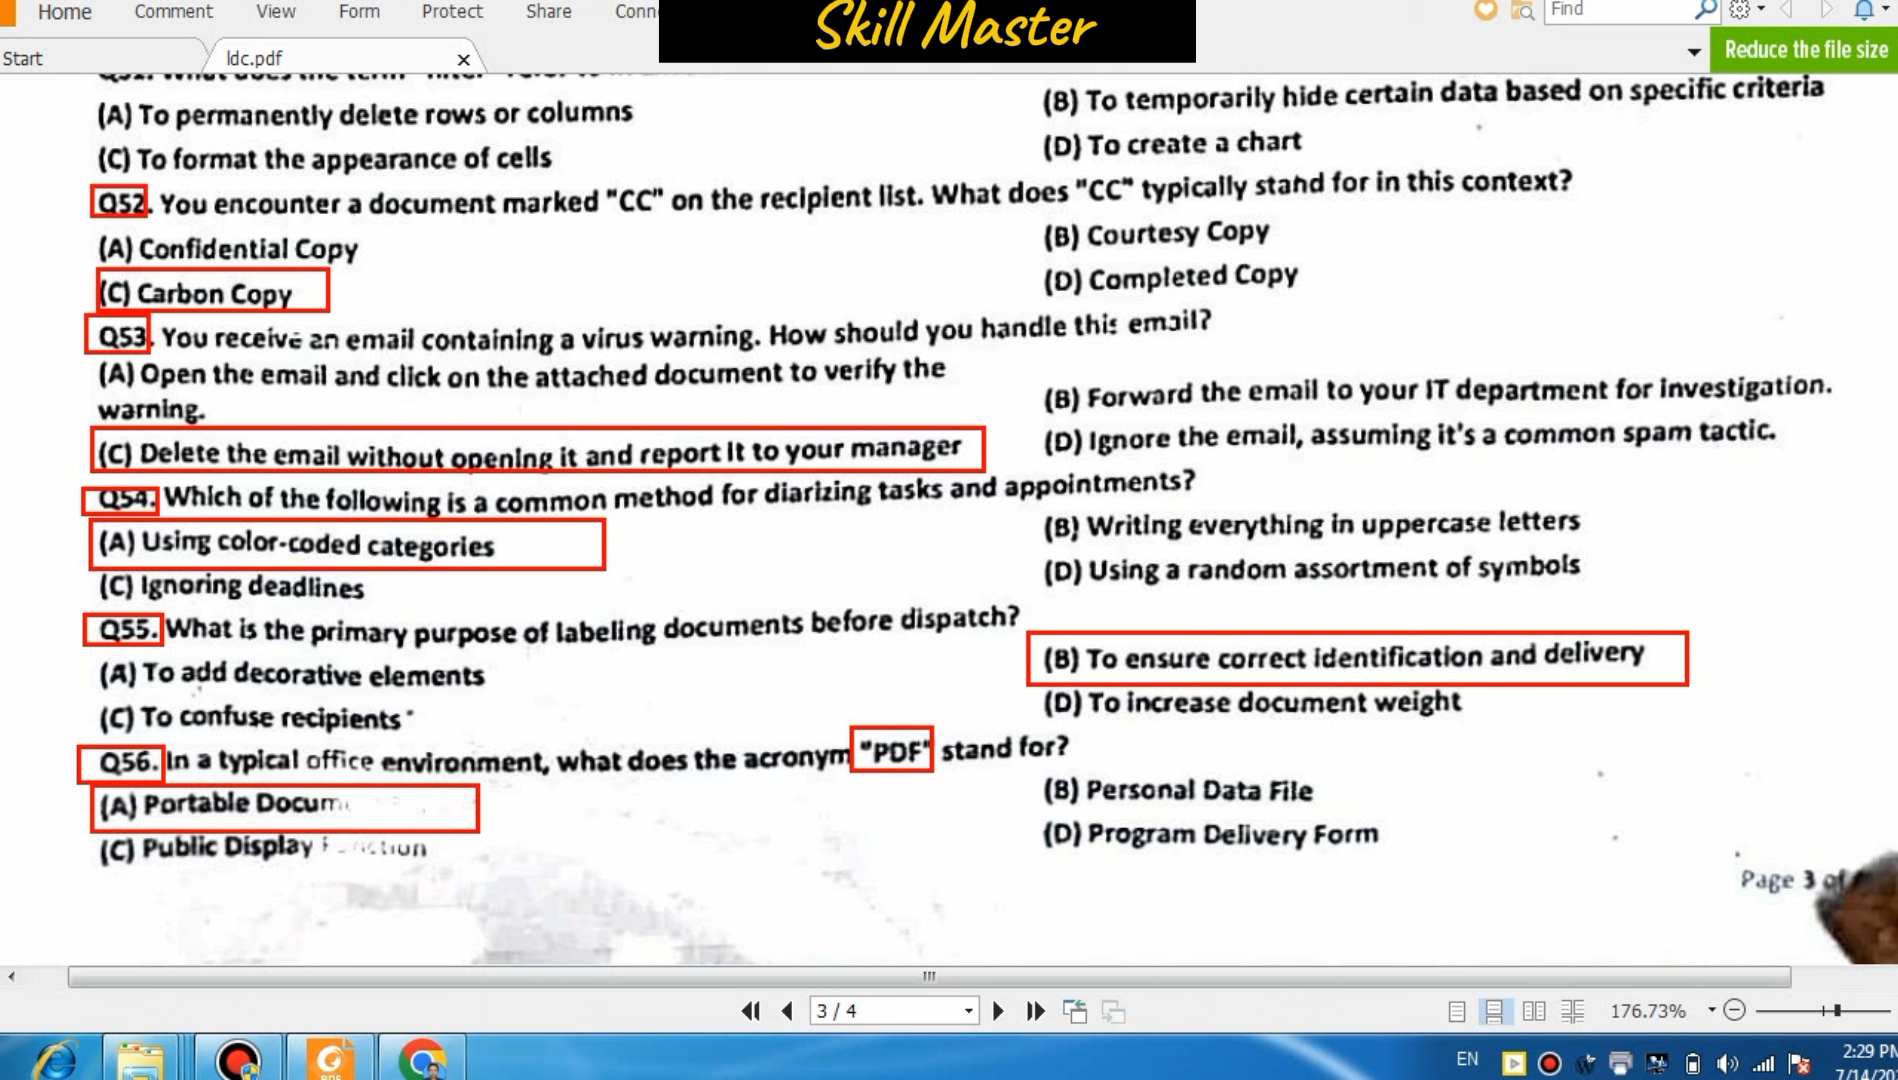 Home Comment View Form Protect Share Conn
Skill Master
Find
Start
ldc.pdf
Reduce the file size
(A) To permanently delete rows or columns
(B) To temporarily hide certain data based on specific criteria
(C) To format the appearance of cells
(D) To create a chart
Q52. You encounter a document marked "CC" on the recipient list. What does "CC" typically stand for in this context?
(A) Confidential Copy
(B) Courtesy Copy
(C) Carbon Copy
(D) Completed Copy
Q53. You receive an email containing a virus warning. How should you handle this email?
(A) Open the email and click on the attached document to verify the
warning.
(B) Forward the email to your IT department for investigation.
(C) Delete the email without opening it and report it to your manager
(D) Ignore the email, assuming it's a common spam tactic.
Q54. Which of the following is a common method for diarizing tasks and appointments?
(A) Using color-coded categories
(B) Writing everything in uppercase letters
(C) Ignoring deadlines
(D) Using a random assortment of symbols
Q55. What is the primary purpose of labeling documents before dispatch?
(A) To add decorative elements
(B) To ensure correct identification and delivery
(C) To confuse recipients
(D) To increase document weight
Q56. In a typical office environment, what does the acronym "PDF" stand for?
(A) Portable Docum
(B) Personal Data File
(C) Public Display
(D) Program Delivery Form
Page 3 of
3 / 4
176.73%
EN
2:29 PM
7/14/20